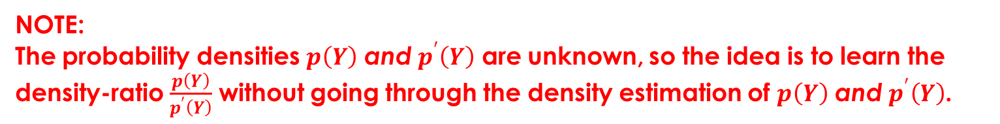 NOTE:
The probability densities p(Y) and p′(Y) are unknown, so the idea is to learn the
density-ratio p(Y)/p′(Y) without going through the density estimation of p(Y) and p′(Y).